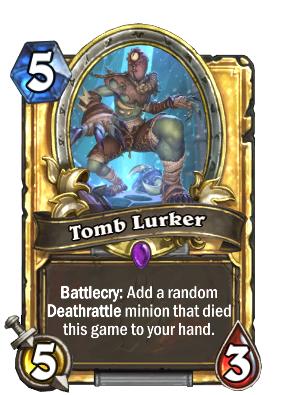 5
Tomb Lurker
Battlecry: Add a random
Deathrattle minion that died
this game to your hand.
5
3